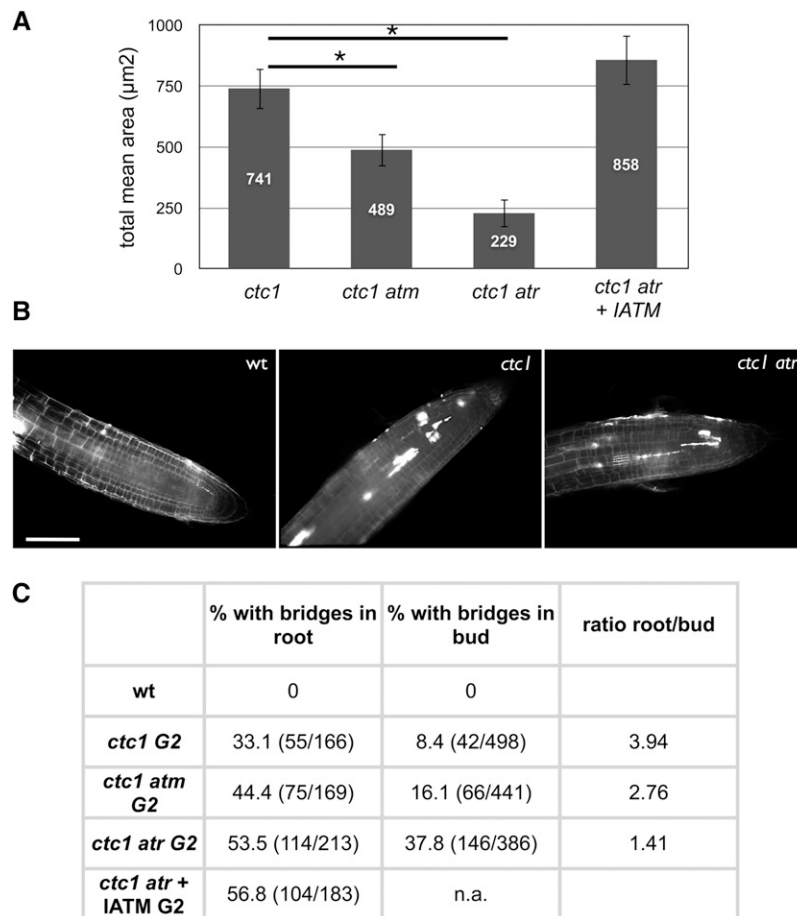 A
total mean area (µm2)
1000
750
500
250
0
*
*
741
489
229
858
ctc1
ctc1 atm
ctc1 atr
ctc1 atr
+ IATM
B
wt
ctc1
ctc1 atr
C
% with bridges in root
% with bridges in bud
ratio root/bud
wt
0
0
ctc1 G2
33.1 (55/166)
8.4 (42/498)
3.94
ctc1 atm G2
44.4 (75/169)
16.1 (66/441)
2.76
ctc1 atr G2
53.5 (114/213)
37.8 (146/386)
1.41
ctc1 atr + IATM G2
56.8 (104/183)
n.a.